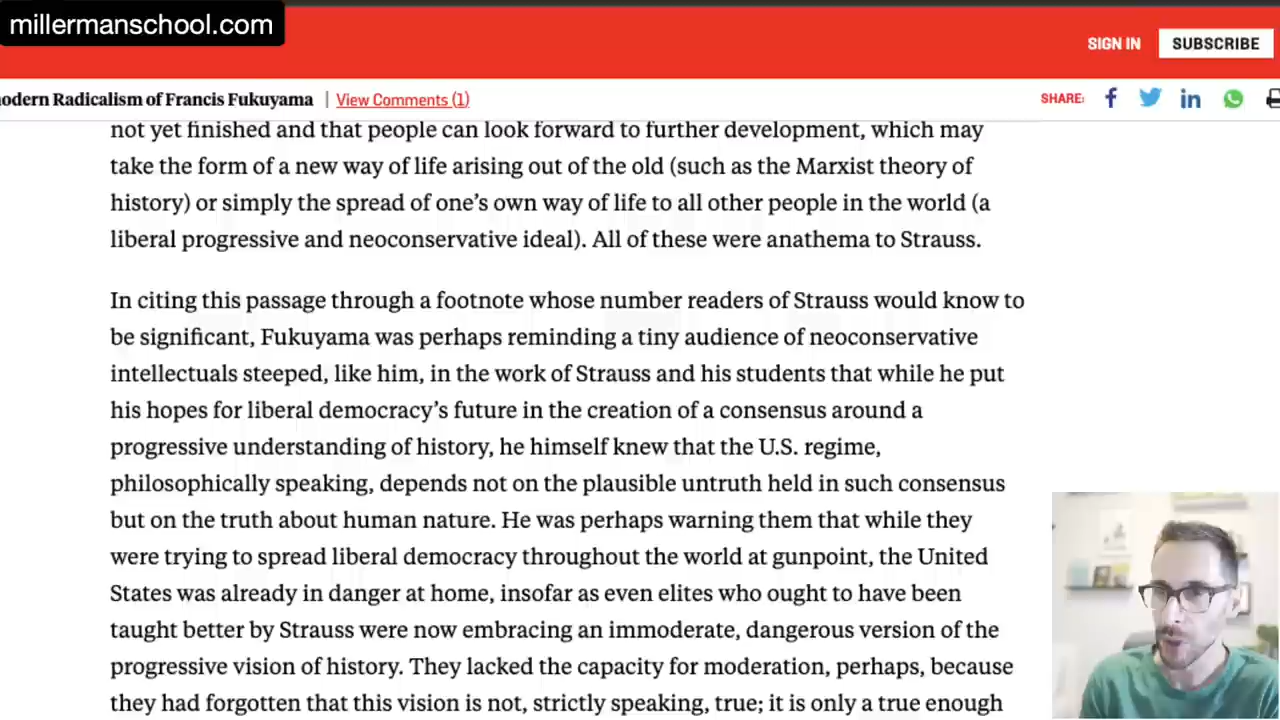 millermanschool.com
SIGN IN
SUBSCRIBE
odern Radicalism of Francis Fukuyama | View Comments (1)
SHARE:
not yet finished and that people can look forward to further development, which may
take the form of a new way of life arising out of the old (such as the Marxist theory of
history) or simply the spread of one’s own way of life to all other people in the world (a
liberal progressive and neoconservative ideal). All of these were anathema to Strauss.
In citing this passage through a footnote whose number readers of Strauss would know to
be significant, Fukuyama was perhaps reminding a tiny audience of neoconservative
intellectuals steeped, like him, in the work of Strauss and his students that while he put
his hopes for liberal democracy’s future in the creation of a consensus around a
progressive understanding of history, he himself knew that the U.S. regime,
philosophically speaking, depends not on the plausible untruth held in such consensus
but on the truth about human nature. He was perhaps warning them that while they
were trying to spread liberal democracy throughout the world at gunpoint, the United
States was already in danger at home, insofar as even elites who ought to have been
taught better by Strauss were now embracing an immoderate, dangerous version of the
progressive vision of history. They lacked the capacity for moderation, perhaps, because
they had forgotten that this vision is not, strictly speaking, true; it is only a true enough